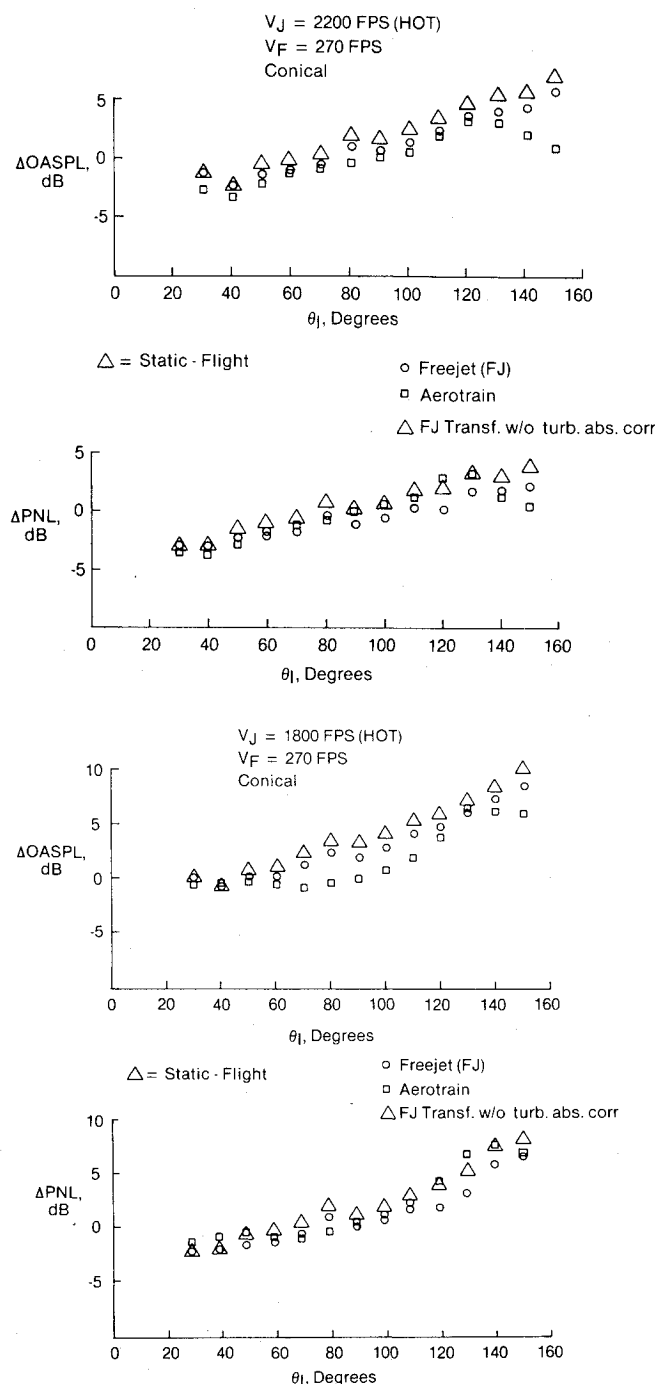 V_J = 2200 FPS (HOT)
V_F = 270 FPS
Conical
5
ΔOASPL, 0
dB
-5
0 20 40 60 80 100 120 140 160
θ_I, Degrees
△ = Static - Flight
○ Freejet (FJ)
□ Aerotrain
△ FJ Transf. w/o turb. abs. corr
5
ΔPNL, 0
dB
-5
0 20 40 60 80 100 120 140 160
θ_I, Degrees
V_J = 1800 FPS (HOT)
V_F = 270 FPS
Conical
10
5
ΔOASPL,
dB 0
-5
0 20 40 60 80 100 120 140 160
θ_I, Degrees
△ = Static - Flight
○ Freejet (FJ)
□ Aerotrain
△ FJ Transf. w/o turb. abs. corr
10
5
ΔPNL,
dB 0
-5
0 20 40 60 80 100 120 140 160
θ_I, Degrees